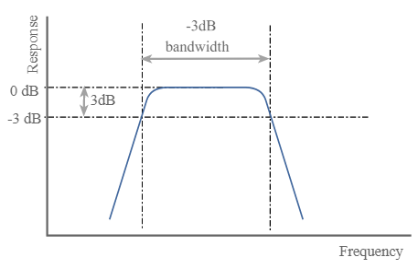 -3dB
bandwidth
Response
0 dB
3dB
-3 dB
Frequency